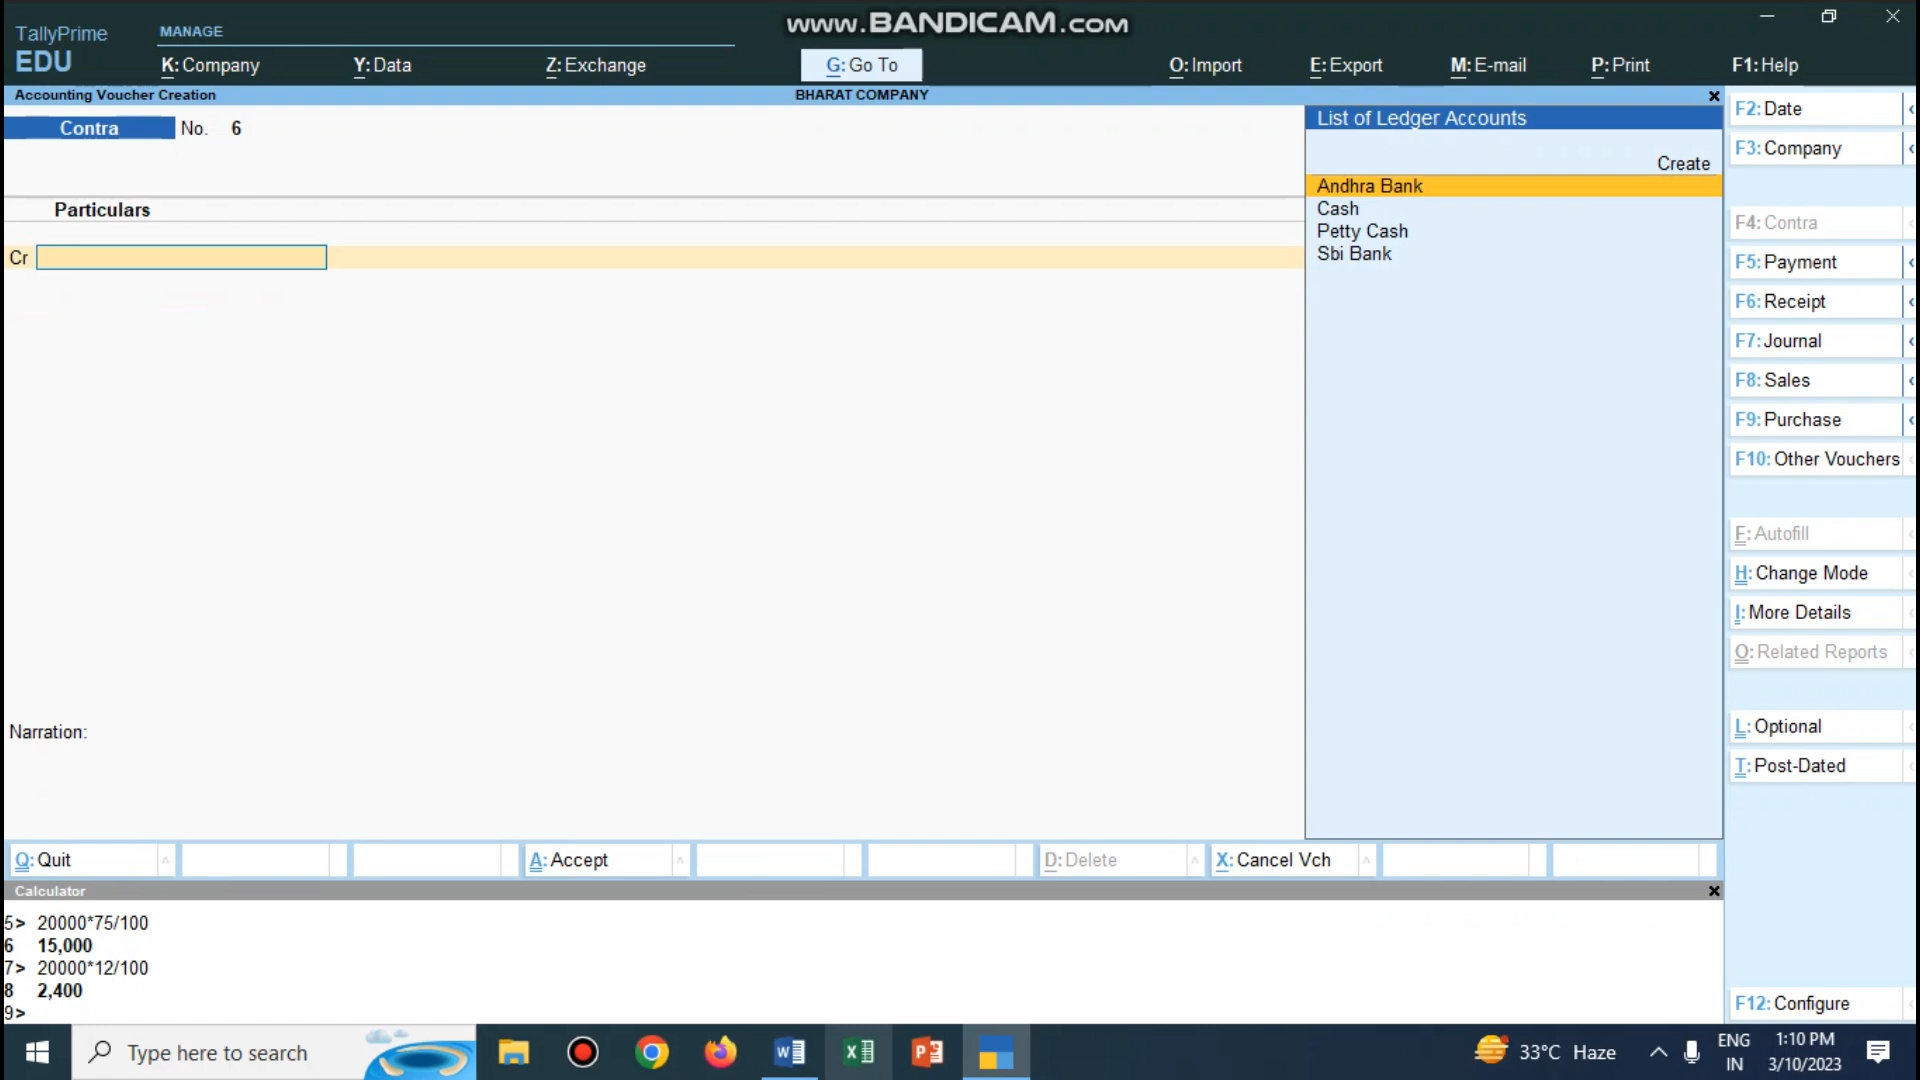 www.BANDICAM.com
TallyPrime
EDU
MANAGE
K: Company
Y: Data
Z: Exchange
G: Go To
O: Import
E: Export
M: E-mail
P: Print
F1: Help
Accounting Voucher Creation
BHARAT COMPANY
Contra No. 6
Particulars
Cr
Narration:
List of Ledger Accounts
Create
Andhra Bank
Cash
Petty Cash
Sbi Bank
F2: Date
F3: Company
F4: Contra
F5: Payment
F6: Receipt
F7: Journal
F8: Sales
F9: Purchase
F10: Other Vouchers
F: Autofill
H: Change Mode
I: More Details
O: Related Reports
L: Optional
T: Post-Dated
F12: Configure
Q: Quit
A: Accept
D: Delete
X: Cancel Vch
Calculator
5> 20000*75/100
6 15,000
7> 20000*12/100
8 2,400
9>
Type here to search
33°C Haze
ENG
IN
1:10 PM
3/10/2023